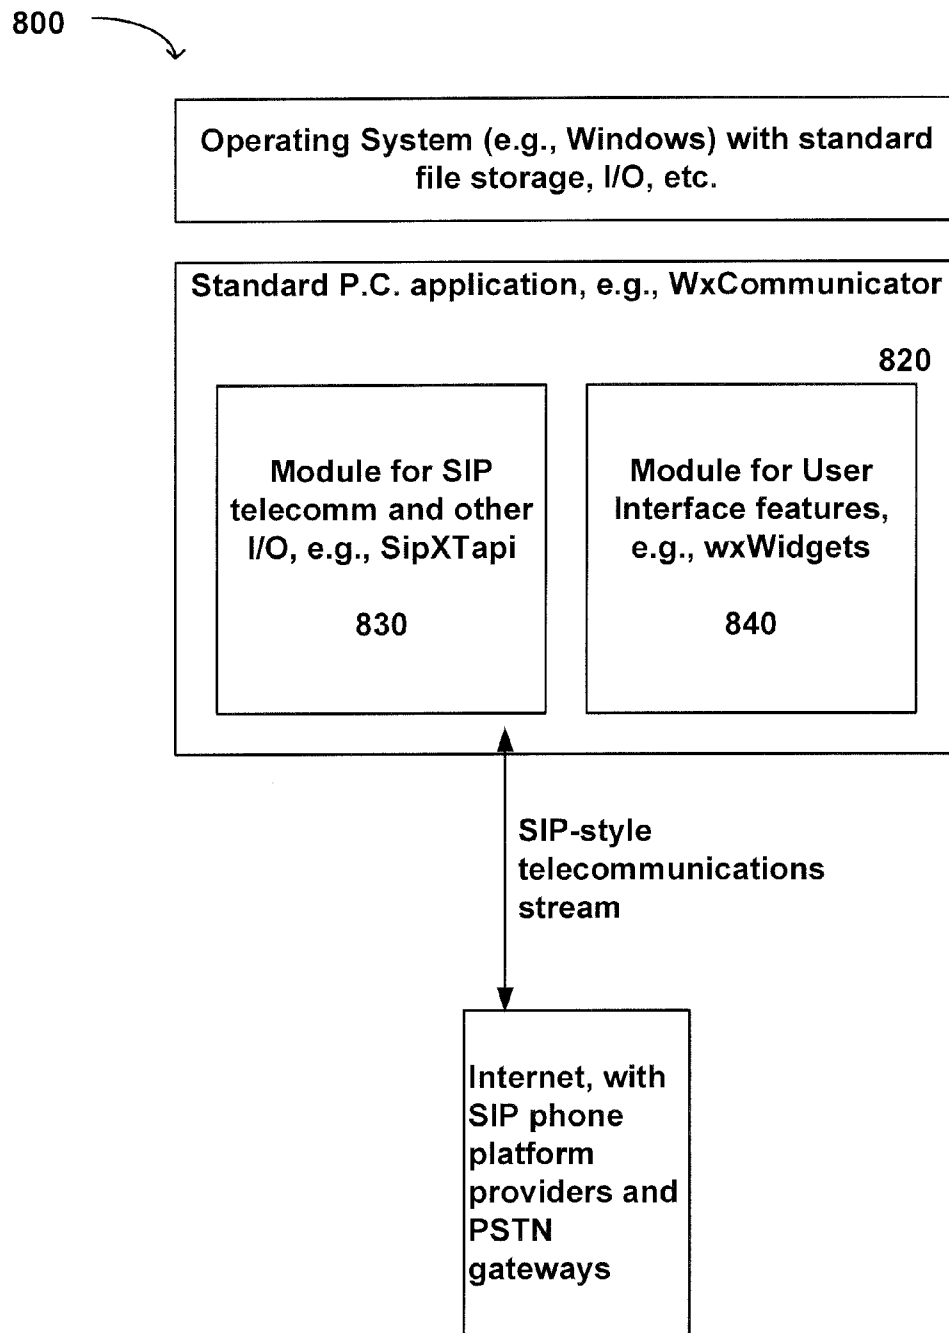 800
Operating System (e.g., Windows) with standard
file storage, I/O, etc.
Standard P.C. application, e.g., WxCommunicator
820
Module for SIP
telecomm and other
I/O, e.g., SipXTapi
830
Module for User
Interface features,
e.g., wxWidgets
840
SIP-style
telecommunications
stream
Internet, with
SIP phone
platform
providers and
PSTN
gateways